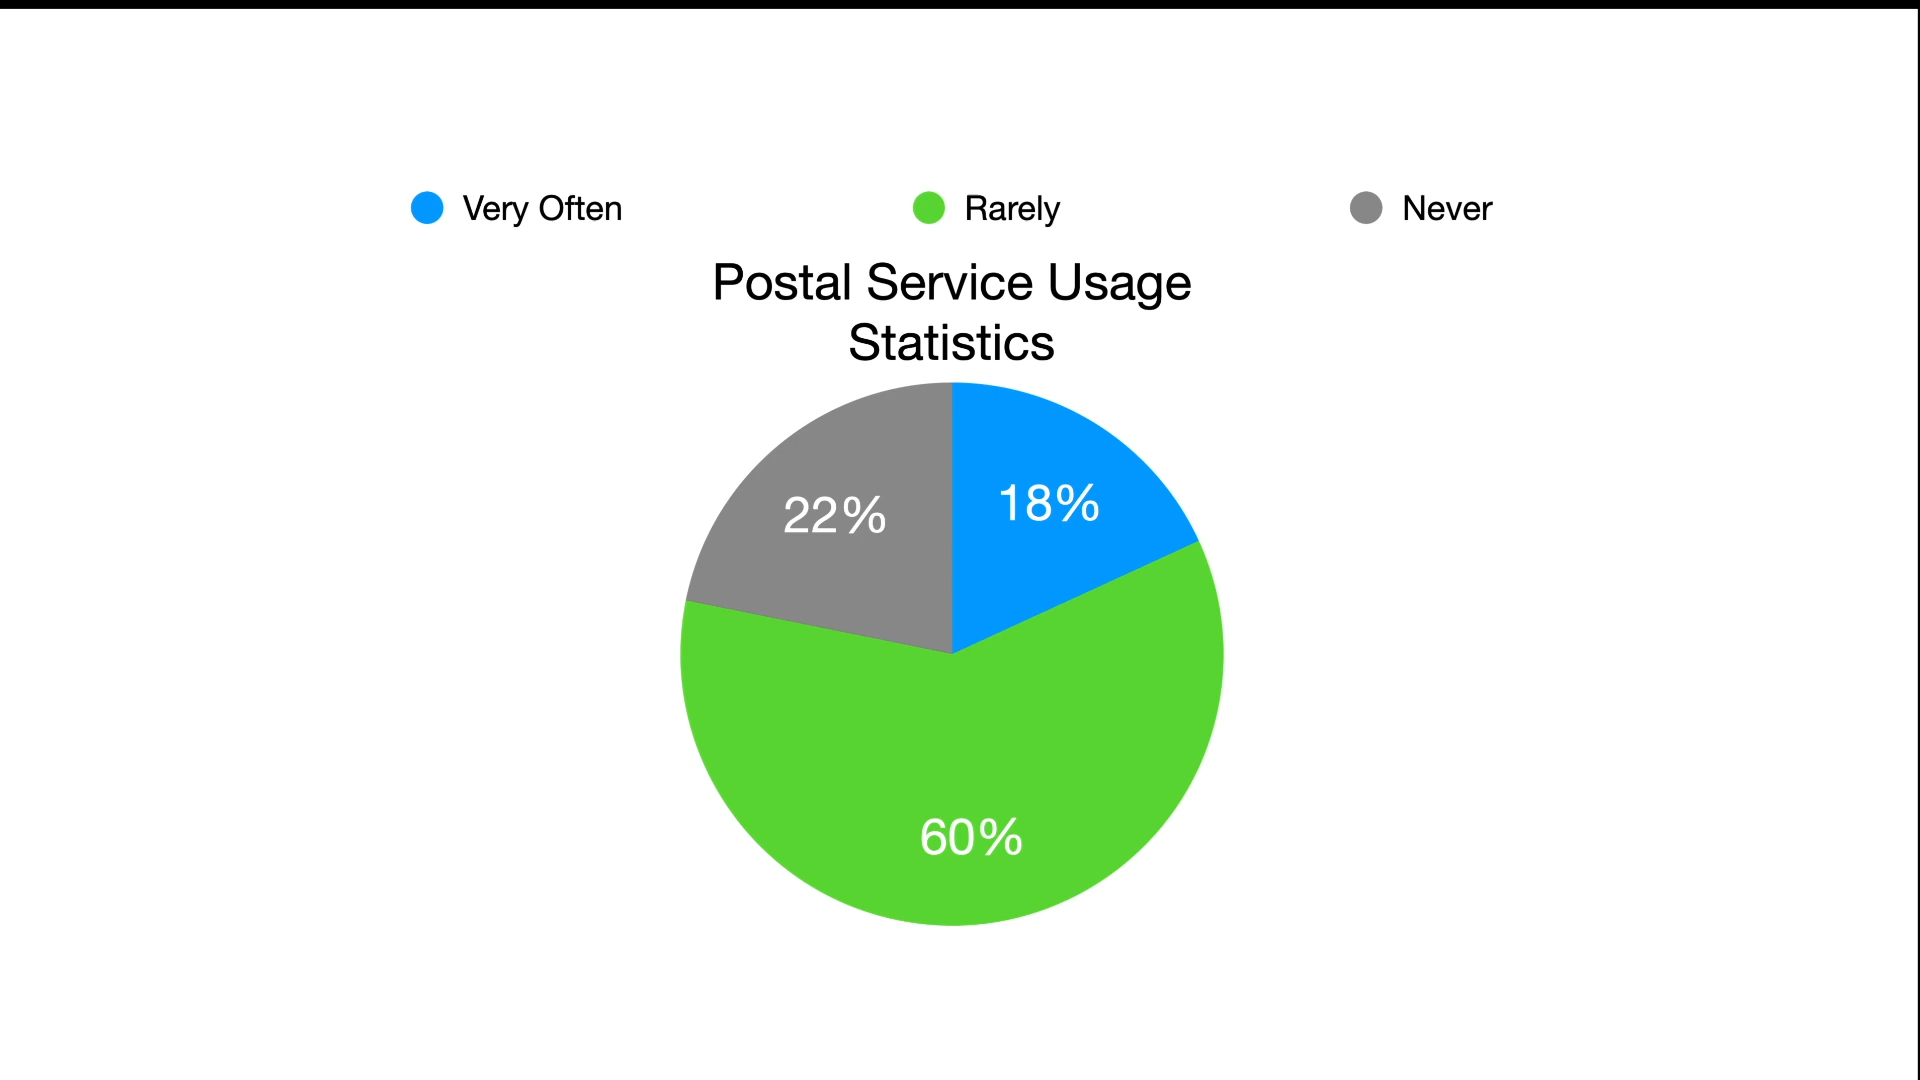 Very Often Rarely Never
Postal Service Usage
Statistics
22% 18%
60%